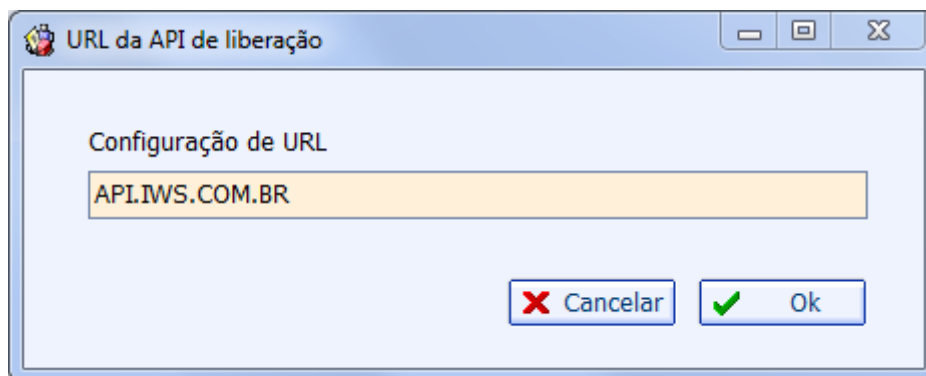 URL da API de liberação
Configuração de URL
API.IWS.COM.BR
Cancelar
Ok